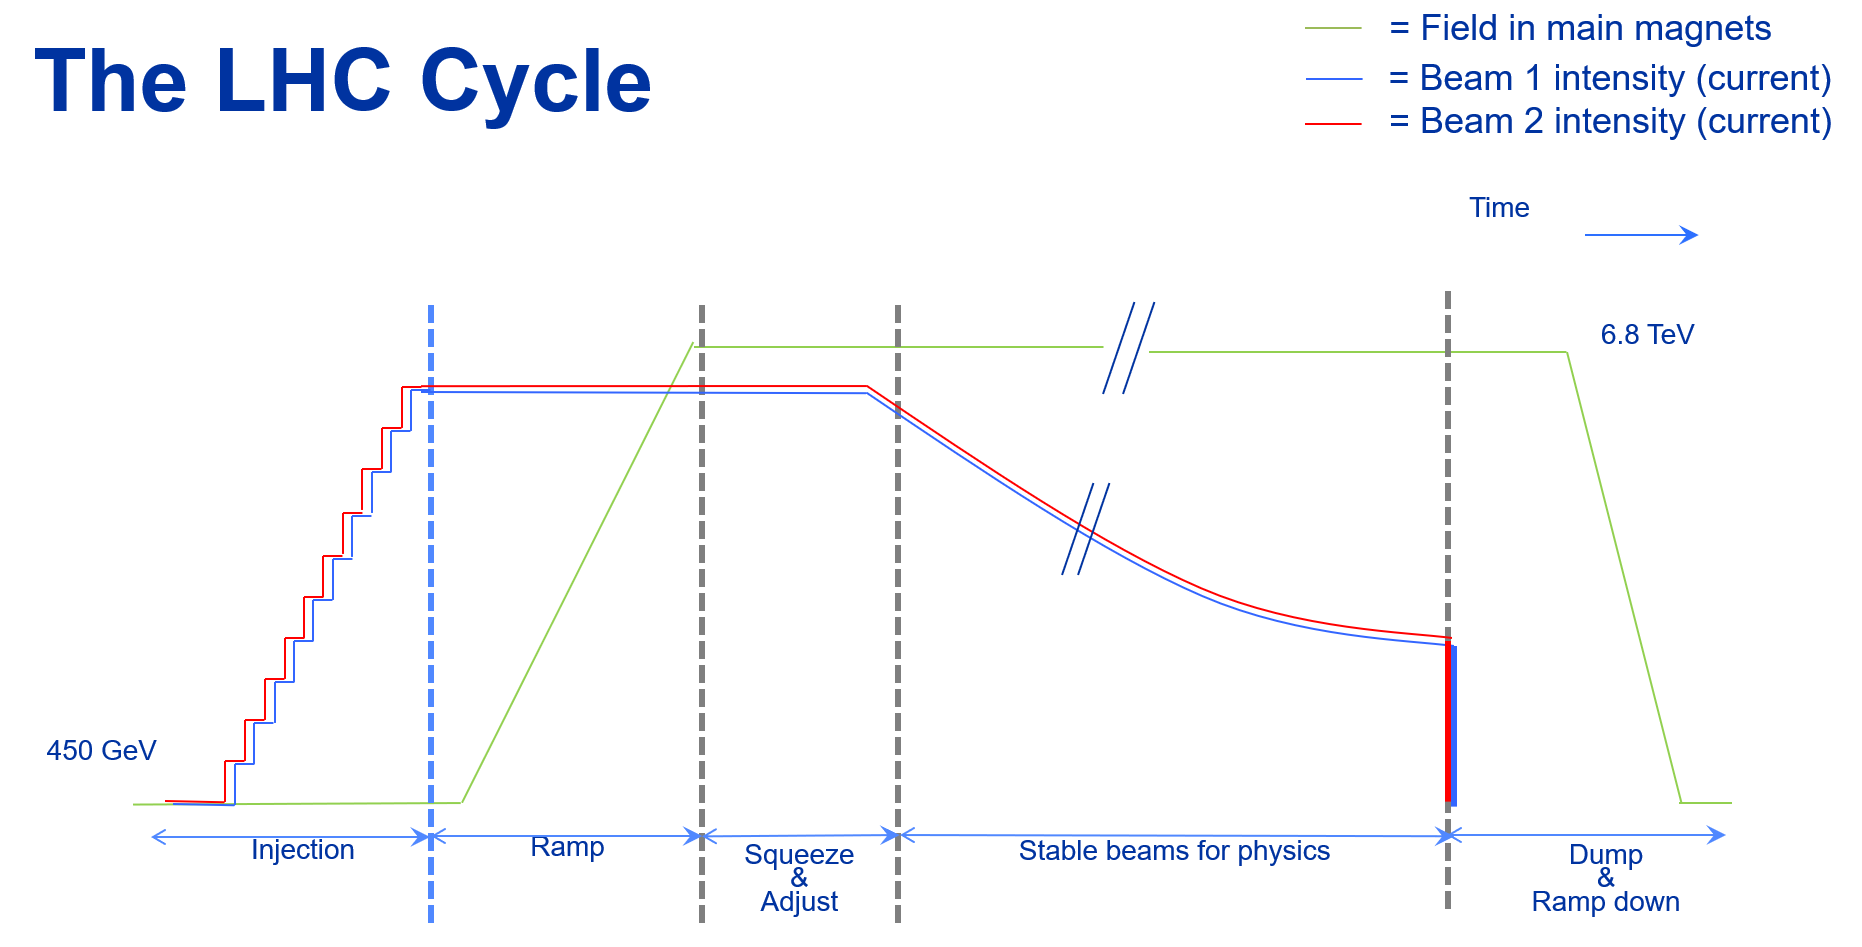 The LHC Cycle
= Field in main magnets
= Beam 1 intensity (current)
= Beam 2 intensity (current)
Time
6.8 TeV
450 GeV
Injection
Ramp
Squeeze
&
Adjust
Stable beams for physics
Dump
&
Ramp down